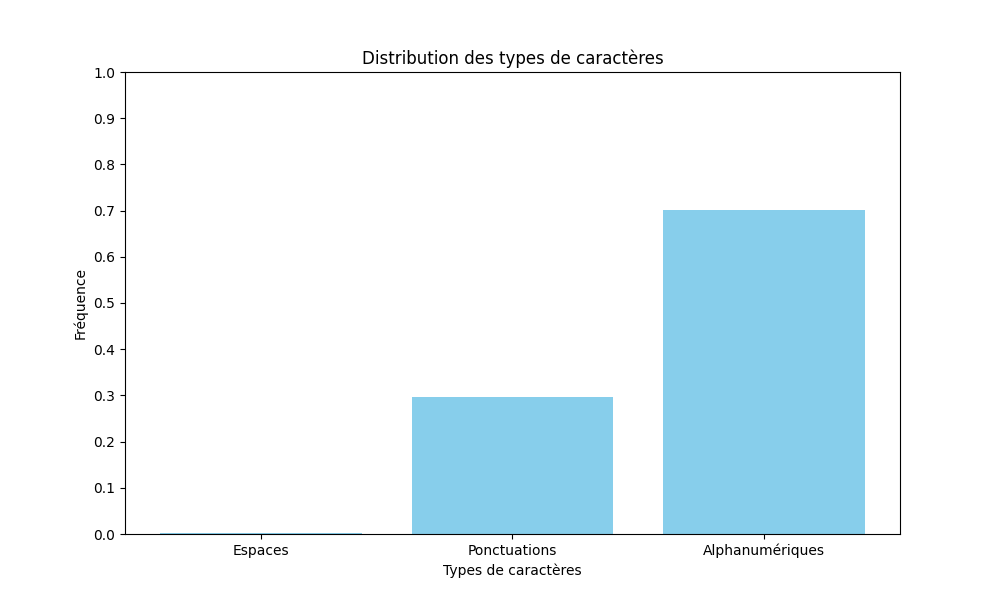 Distribution des types de caractères
1.0
0.9
0.8
0.7
0.6
0.5
0.4
0.3
0.2
0.1
0.0
Fréquence
Espaces
Ponctuations
Alphanumériques
Types de caractères